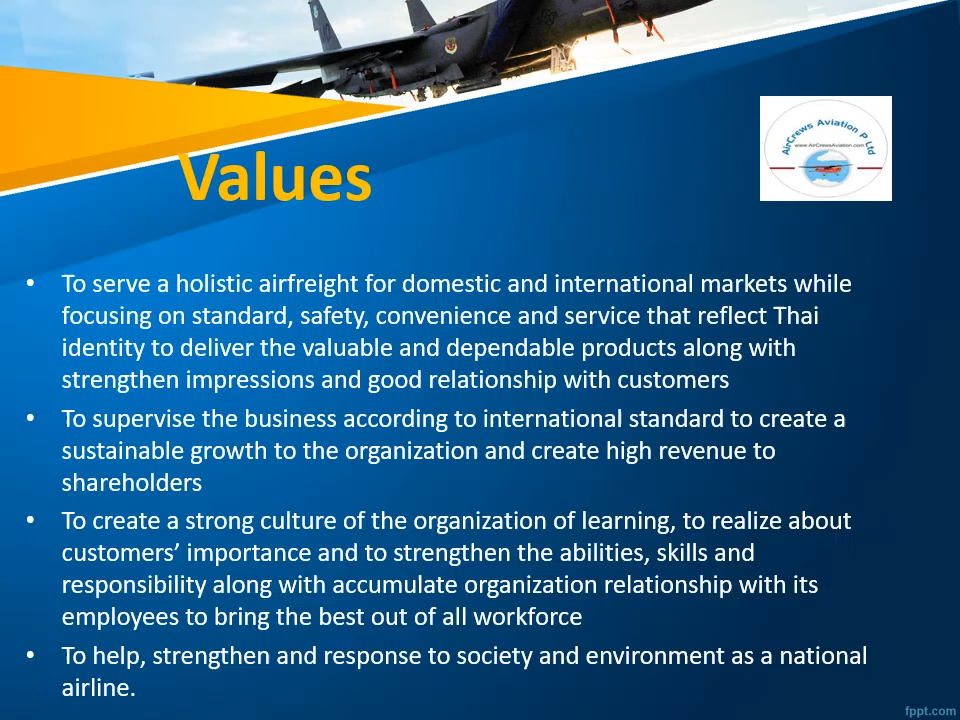 AirCrews Aviation P Ltd
www.AirCrewsAviation.com
Values
• To serve a holistic airfreight for domestic and international markets while
focusing on standard, safety, convenience and service that reflect Thai
identity to deliver the valuable and dependable products along with
strengthen impressions and good relationship with customers
• To supervise the business according to international standard to create a
sustainable growth to the organization and create high revenue to
shareholders
• To create a strong culture of the organization of learning, to realize about
customers’ importance and to strengthen the abilities, skills and
responsibility along with accumulate organization relationship with its
employees to bring the best out of all workforce
• To help, strengthen and response to society and environment as a national
airline.
fppt.com